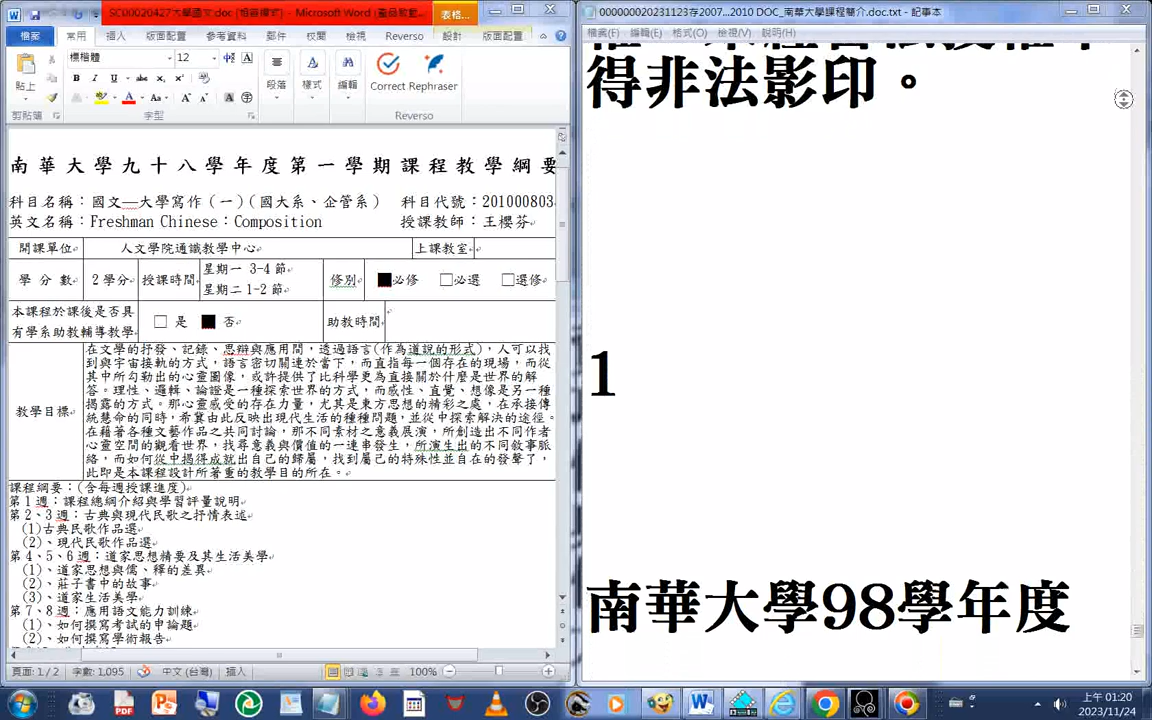 SC00020427大學國文.doc [相容模式] - Microsoft Word (產品啟動...
表格...
檔案
常用
插入
版面配置
參考資料
郵件
校閱
檢視
Reverso
設計
版面配置
標楷體
12
貼上
段落
樣式
編輯
Correct Rephraser
剪貼簿
字型
Reverso
南華大學九十八學年度第一學期課程教學綱要
科目名稱：國文—大學寫作(一)(國大系、企管系)
科目代號：201000803
英文名稱：Freshman Chinese：Composition
授課教師：王櫻芬
開課單位
人文學院通識教學中心
上課教室
學 分 數
2學分
授課時間
星期一 3-4 節
星期二1-2 節
修別
■必修
□必選
□選修
本課程於課後是否具
有學系助教輔導教學
□ 是
■ 否
助教時間
教學目標
在文學的抒發、記錄、思辯與應用間，透過語言(作為道說的形式)，人可以找
到與宇宙接軌的方式，語言密切關連於當下，而直指每一個存在的現場，而從
其中所勾勒出的心靈圖像，或許提供了比科學更為直接關於什麼是世界的解
答。理性、邏輯、論證是一種探索世界的方式，而感性、直覺、想像是另一種
揭露的方式。那心靈感受的存在力量，尤其是東方思想的精彩之處，在承接傳
統慧命的同時，希冀由此反映出現代生活的種種問題，並從中探索解決的途徑。
在藉著各種文藝作品之共同討論，那不同素材之意義展演，所創造出不同作者
心靈空間的觀看世界，找尋意義與價值的一連串發生，所演生出的不同敘事脈
絡，而如何從中揭得成就出自己的歸屬，找到屬己的特殊性並自在的發聲了，
此即是本課程設計所著重的教學目的所在。
課程綱要：(含每週授課進度)
第 1 週：課程總綱介紹與學習評量說明
第 2、3 週：古典與現代民歌之抒情表述
(1)古典民歌作品選
(2)、現代民歌作品選
第 4、5、6 週：道家思想精要及其生活美學
(1)、道家思想與儒、釋的差異
(2)、莊子書中的故事
(3)、道家生活美學
第 7、8 週：應用語文能力訓練
(1)、如何撰寫考試的申論題
(2)、如何撰寫學術報告
頁面: 1 / 2
字數: 1,095
中文 (台灣)
插入
100%
000000020231123存2007...2010 DOC_南華大學課程簡介.doc.txt - 記事本
檔案(F)
編輯(E)
格式(O)
檢視(V)
說明(H)
得非法影印。
1
南華大學98學年度
上午 01:20
2023/11/24